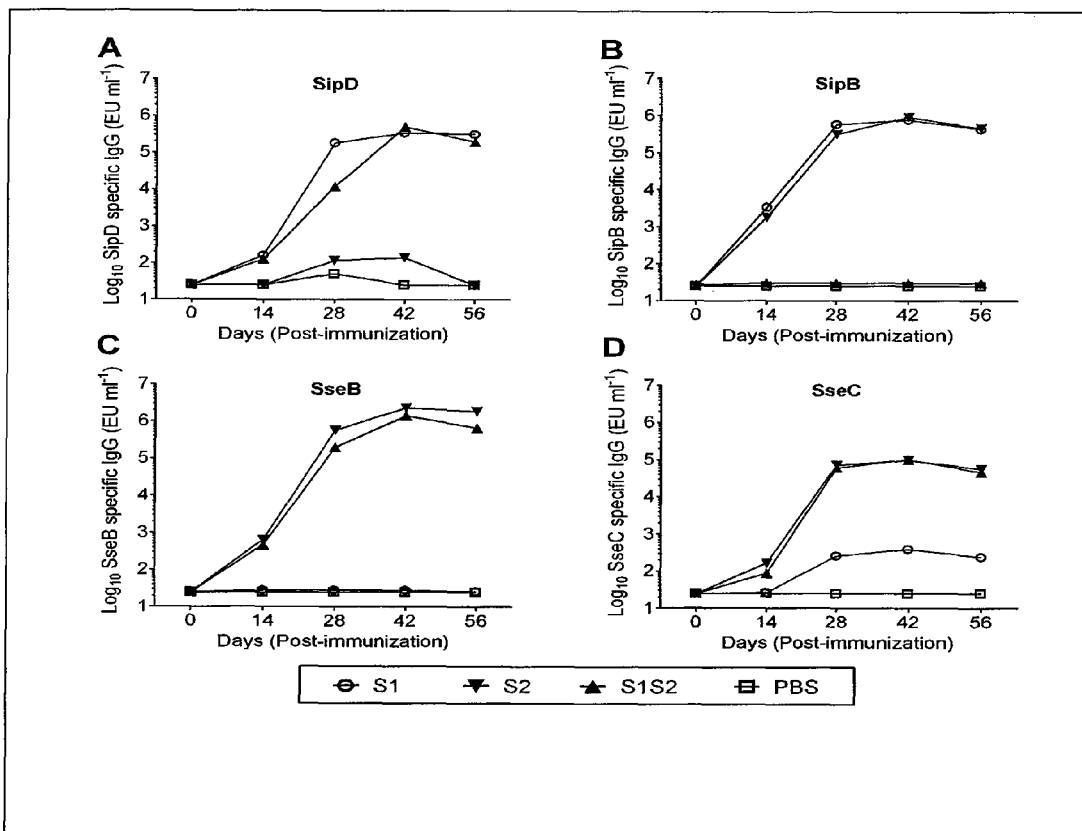 A
SipD
Log₁₀ SipD specific IgG (EU ml⁻¹)
7
6
5
4
3
2
1
0 14 28 42 56
Days (Post-immunization)
B
SipB
Log₁₀ SipB specific IgG (EU ml⁻¹)
7
6
5
4
3
2
1
0 14 28 42 56
Days (Post-immunization)
C
SseB
Log₁₀ SseB specific IgG (EU ml⁻¹)
7
6
5
4
3
2
1
0 14 28 42 56
Days (Post-immunization)
D
SseC
Log₁₀ SseC specific IgG (EU ml⁻¹)
7
6
5
4
3
2
1
0 14 28 42 56
Days (Post-immunization)
S1 S2 S1S2 PBS